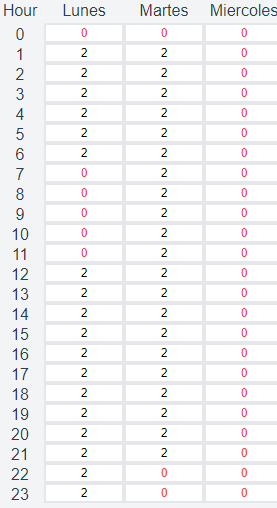 Hour Lunes Martes Miercoles
0 0 0 0
1 2 2 0
2 2 2 0
3 2 2 0
4 2 2 0
5 2 2 0
6 2 2 0
7 0 2 0
8 0 2 0
9 0 2 0
10 0 2 0
11 0 2 0
12 2 2 0
13 2 2 0
14 2 2 0
15 2 2 0
16 2 2 0
17 2 2 0
18 2 2 0
19 2 2 0
20 2 2 0
21 2 2 0
22 2 0 0
23 2 0 0